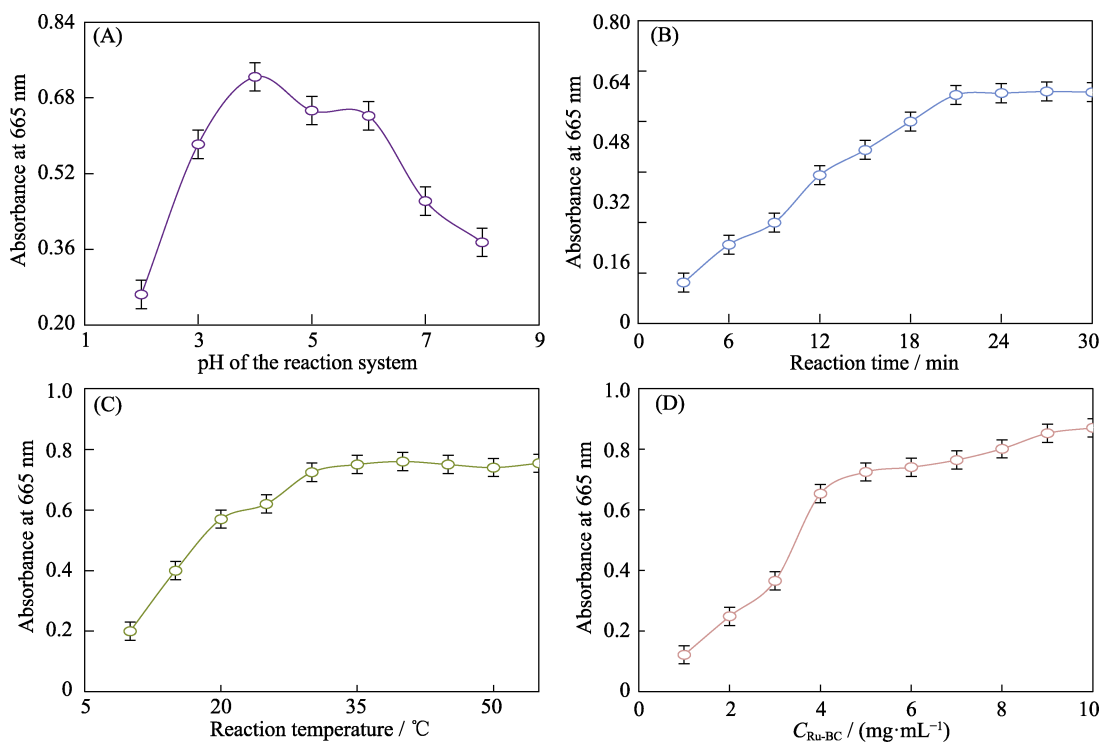 (A)
Absorbance at 665 nm
0.84
0.68
0.52
0.36
0.20
1 3 5 7 9
pH of the reaction system
(B)
Absorbance at 665 nm
0.80
0.64
0.48
0.32
0.16
0
0 6 12 18 24 30
Reaction time / min
(C)
Absorbance at 665 nm
1.0
0.8
0.6
0.4
0.2
0
5 20 35 50
Reaction temperature / ℃
(D)
Absorbance at 665 nm
1.0
0.8
0.6
0.4
0.2
0
0 2 4 6 8 10
C_Ru-BC / (mg·mL⁻¹)